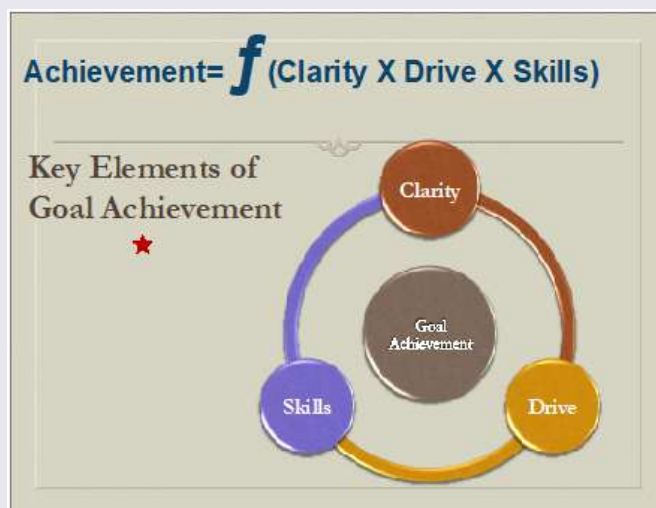 Achievement= ƒ (Clarity X Drive X Skills)
Key Elements of
Goal Achievement
Clarity
Goal
Achievement
Skills
Drive